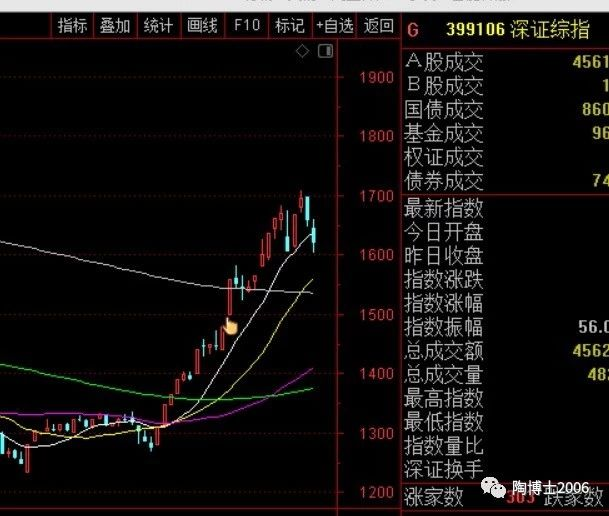 指标 叠加 统计 画线 F10 标记 +自选 返回
G 399106 深证综指
1900
1800
1700
1600
1500
1400
1300
1200
A股成交 4561
B股成交 1
国债成交 860
基金成交 96
权证成交
债券成交 74
最新指数
今日开盘
昨日收盘
指数涨跌
指数涨幅
指数振幅 56.0
总成交额 4562
总成交量 482
最高指数
最低指数
指数量比
深证换手
涨家数 303 跌家数
陶博士2006